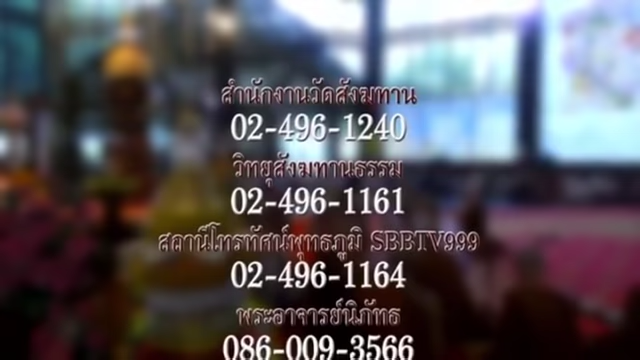 สำนักงานวัดสังฆทาน
02-496-1240
วิทยุสังฆทานธรรม
02-496-1161
สถานีโทรทัศน์พุทธภูมิ SBBTV999
02-496-1164
พระอาจารย์นิภัทธ
086-009-3566